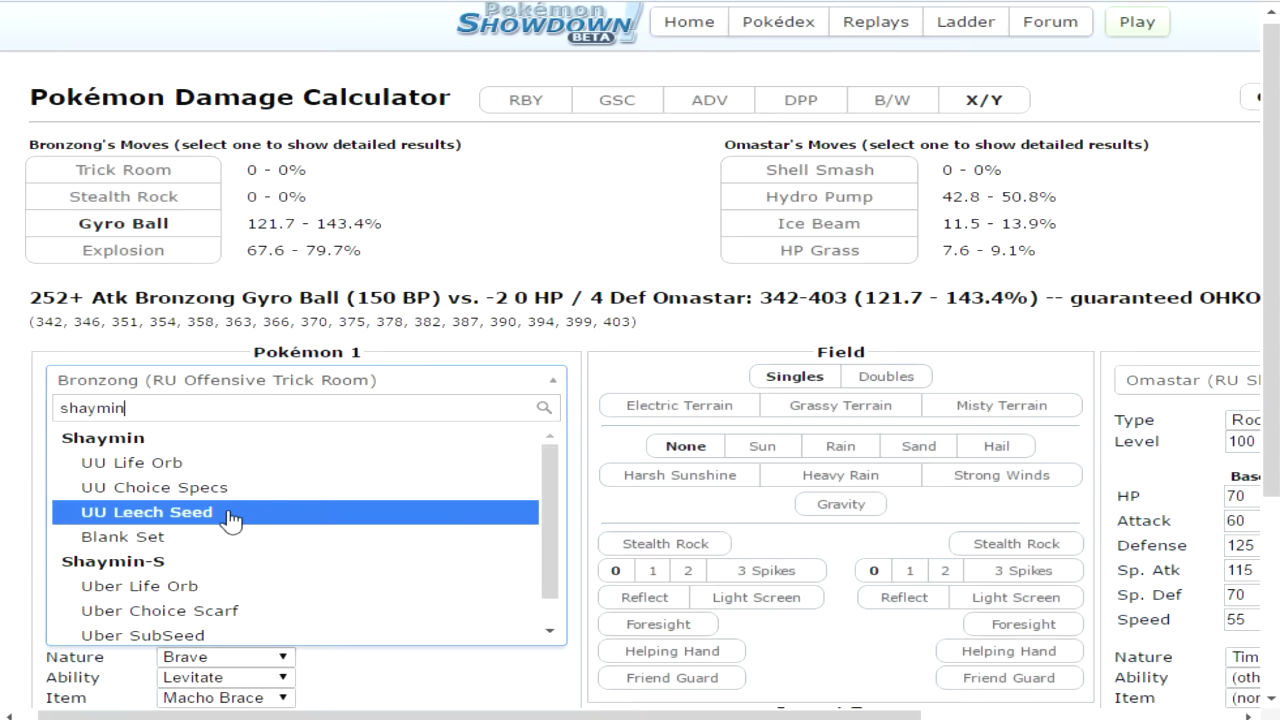 Pokémon
SHOWDOWN
BETA
Home Pokédex Replays Ladder Forum Play
Pokémon Damage Calculator RBY GSC ADV DPP B/W X/Y
Bronzong's Moves (select one to show detailed results)
Trick Room 0 - 0%
Stealth Rock 0 - 0%
Gyro Ball 121.7 - 143.4%
Explosion 67.6 - 79.7%
Omastar's Moves (select one to show detailed results)
Shell Smash 0 - 0%
Hydro Pump 42.8 - 50.8%
Ice Beam 11.5 - 13.9%
HP Grass 7.6 - 9.1%
252+ Atk Bronzong Gyro Ball (150 BP) vs. -2 0 HP / 4 Def Omastar: 342-403 (121.7 - 143.4%) -- guaranteed OHKO
(342, 346, 351, 354, 358, 363, 366, 370, 375, 378, 382, 387, 390, 394, 399, 403)
Pokémon 1
Bronzong (RU Offensive Trick Room)
shaymin
Shaymin
UU Life Orb
UU Choice Specs
UU Leech Seed
Blank Set
Shaymin-S
Uber Life Orb
Uber Choice Scarf
Uber SubSeed
Nature Brave
Ability Levitate
Item Macho Brace
Field
Singles Doubles
Electric Terrain Grassy Terrain Misty Terrain
None Sun Rain Sand Hail
Harsh Sunshine Heavy Rain Strong Winds
Gravity
Stealth Rock Stealth Rock
0 1 2 3 Spikes 0 1 2 3 Spikes
Reflect Light Screen Reflect Light Screen
Foresight Foresight
Helping Hand Helping Hand
Friend Guard Friend Guard
Omastar (RU Sh
Type Roc
Level 100
Bas
HP 70
Attack 60
Defense 125
Sp. Atk 115
Sp. Def 70
Speed 55
Nature Tim
Ability (oth
Item (nor